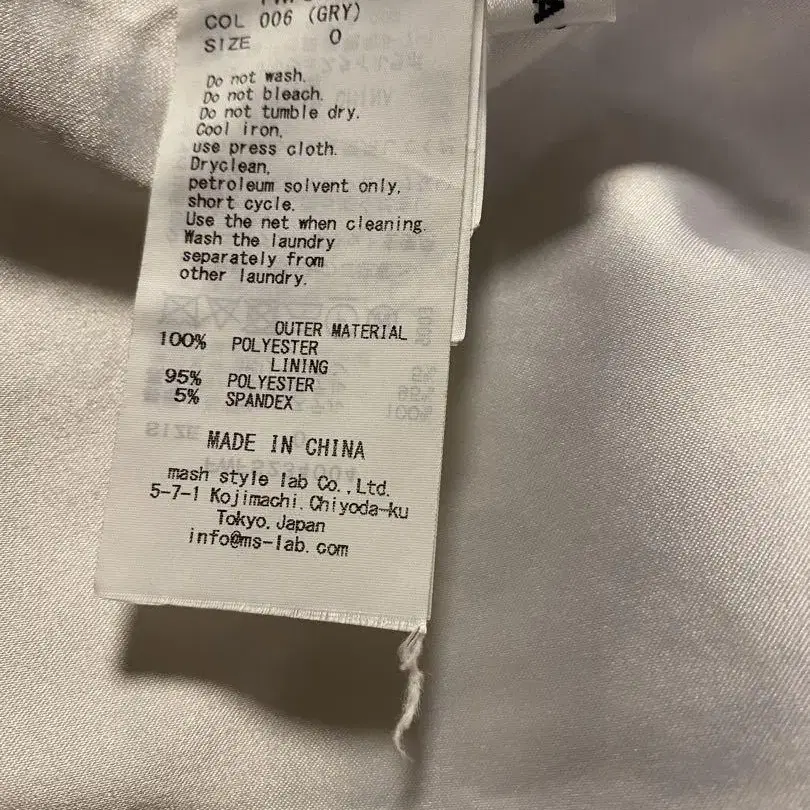 COL 006 (GRY)
SIZE 0
Do not wash.
Do not bleach.
Do not tumble dry.
Cool iron,
use press cloth.
Dryclean,
petroleum solvent only,
short cycle.
Use the net when cleaning.
Wash the laundry
separately from
other laundry.
OUTER MATERIAL
100% POLYESTER
LINING
95% POLYESTER
5% SPANDEX
MADE IN CHINA
mash style lab Co.,Ltd.
5-7-1 Kojimachi.Chiyoda-ku
Tokyo.Japan
info@ms-lab.com